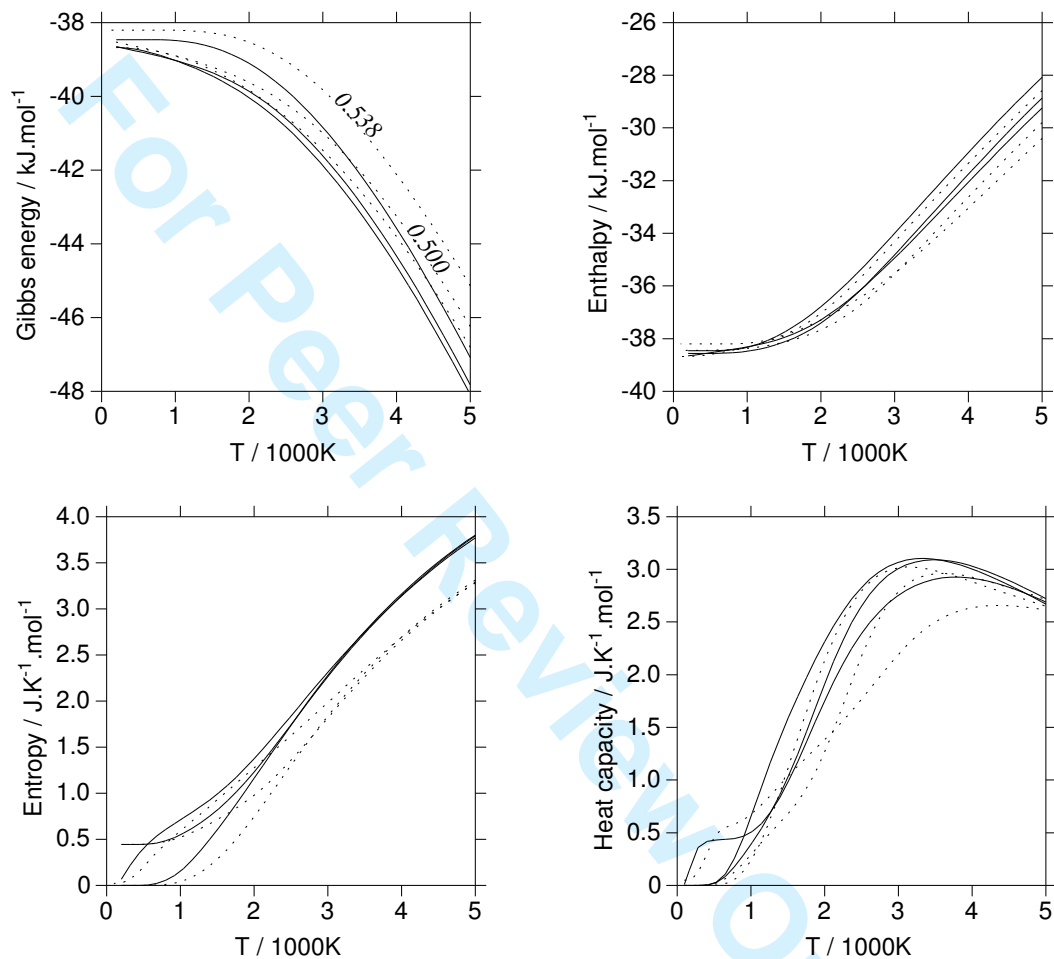 -38
-40
-42
-44
-46
-48
0 1 2 3 4 5
T / 1000K
Gibbs energy / kJ.mol-1
0.538
0.500
-26
-28
-30
-32
-34
-36
-38
-40
0 1 2 3 4 5
T / 1000K
Enthalpy / kJ.mol-1
4.0
3.5
3.0
2.5
2.0
1.5
1.0
0.5
0
0 1 2 3 4 5
T / 1000K
Entropy / J.K-1.mol-1
3.5
3.0
2.5
2.0
1.5
1.0
0.5
0
0 1 2 3 4 5
T / 1000K
Heat capacity / J.K-1.mol-1
For Peer Review